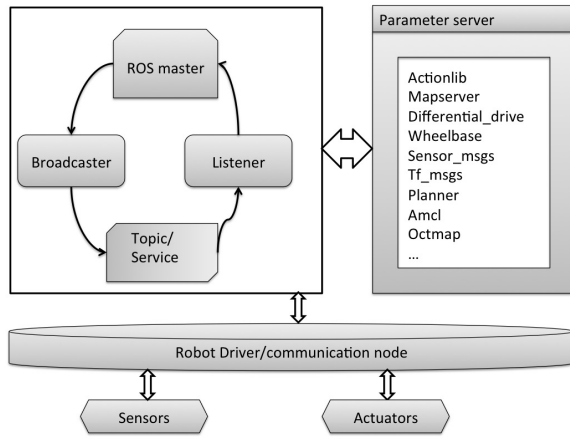 Parameter server
ROS master
Broadcaster
Listener
Topic/
Service
Actionlib
Mapserver
Differential_drive
Wheelbase
Sensor_msgs
Tf_msgs
Planner
Amcl
Octmap
...
Robot Driver/communication node
Sensors
Actuators